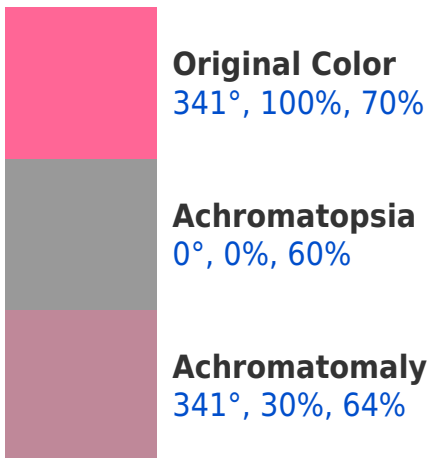 Original Color
341°, 100%, 70%
Achromatopsia
0°, 0%, 60%
Achromatomaly
341°, 30%, 64%